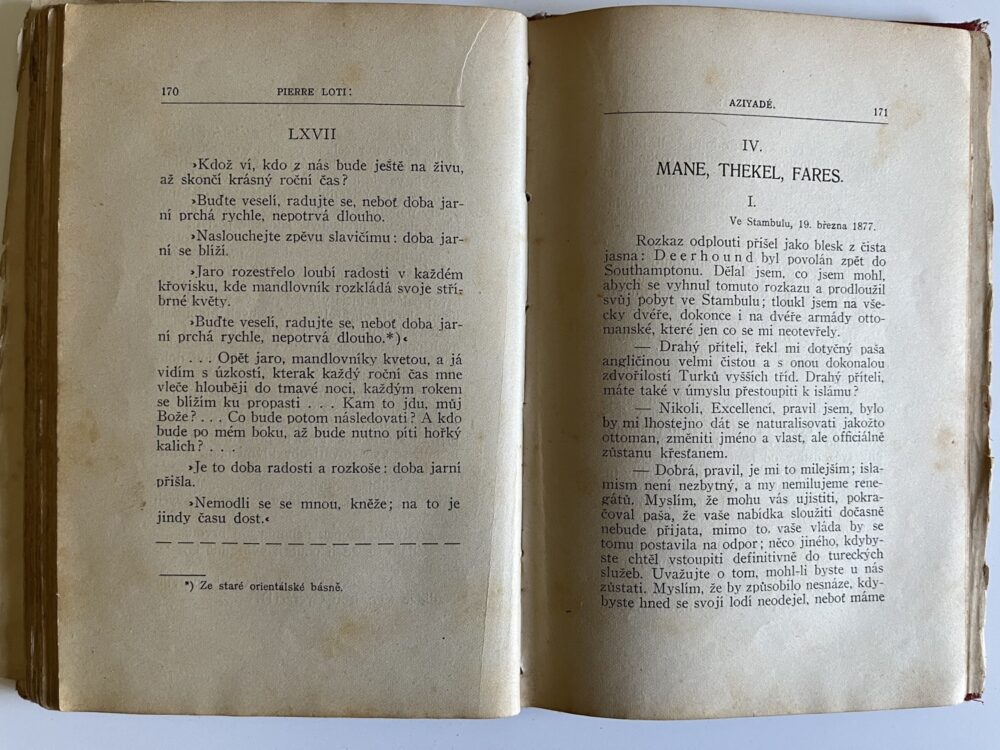 170
PIERRE LOTI:
LXVII
›Kdož ví, kdo z nás bude ještě na živu,
až skončí krásný roční čas?
›Buďte veselí, radujte se, neboť doba jar-
ní prchá rychle, nepotrvá dlouho.
›Naslouchejte zpěvu slavičímu: doba jar-
ní se blíží.
›Jaro rozestřelo loubí radosti v každém
křovisku, kde mandlovník rozkládá svoje stří-
brné květy.
›Buďte veselí, radujte se, neboť doba jar-
ní prchá rychle, nepotrvá dlouho.*)‹
. . . Opět jaro, mandlovníky kvetou, a já
vidím s úzkostí, kterak každý roční čas mne
vleče hlouběji do tmavé noci, každým rokem
se blížím ku propasti . . . Kam to jdu, můj
Bože? . . . Co bude potom následovati? A kdo
bude po mém boku, až bude nutno píti hořký
kalich? . . .
›Je to doba radosti a rozkoše: doba jarní
přišla.
›Nemodli se se mnou, kněže; na to je
jindy času dost.‹
*) Ze staré orientálské básně.
AZIYADÉ.
171
IV.
MANE, THEKEL, FARES.
I.
Ve Stambulu, 19. března 1877.
Rozkaz odplouti přišel jako blesk z čista
jasna: Deerhound byl povolán zpět do
Southamptonu. Dělal jsem, co jsem mohl,
abych se vyhnul tomuto rozkazu a prodloužil
svůj pobyt ve Stambulu; tloukl jsem na vše-
cky dvéře, dokonce i na dvéře armády otto-
manské, které jen co se mi neotevřely.
— Drahý příteli, řekl mi dotyčný paša
angličinou velmi čistou a s onou dokonalou
zdvořilostí Turků vyšších tříd. Drahý příteli,
máte také v úmyslu přestoupiti k islámu?
— Nikoli, Excellencí, pravil jsem, bylo
by mi lhostejno dát se naturalisovati jakožto
ottoman, změniti jméno a vlast, ale officiálně
zůstanu křesťanem.
— Dobrá, pravil, je mi to milejším; isla-
mism není nezbytný, a my nemilujeme rene-
gátů. Myslím, že mohu vás ujistiti, pokra-
čoval paša, že vaše nabídka sloužiti dočasně
nebude přijata, mimo to, vaše vláda by se
tomu postavila na odpor; něco jiného, kdyby-
ste chtěl vstoupiti definitivně do tureckých
služeb. Uvažujte o tom, mohl-li byste u nás
zůstati. Myslím, že by způsobilo nesnáze, kdy-
byste hned se svojí lodí neodejel, neboť máme